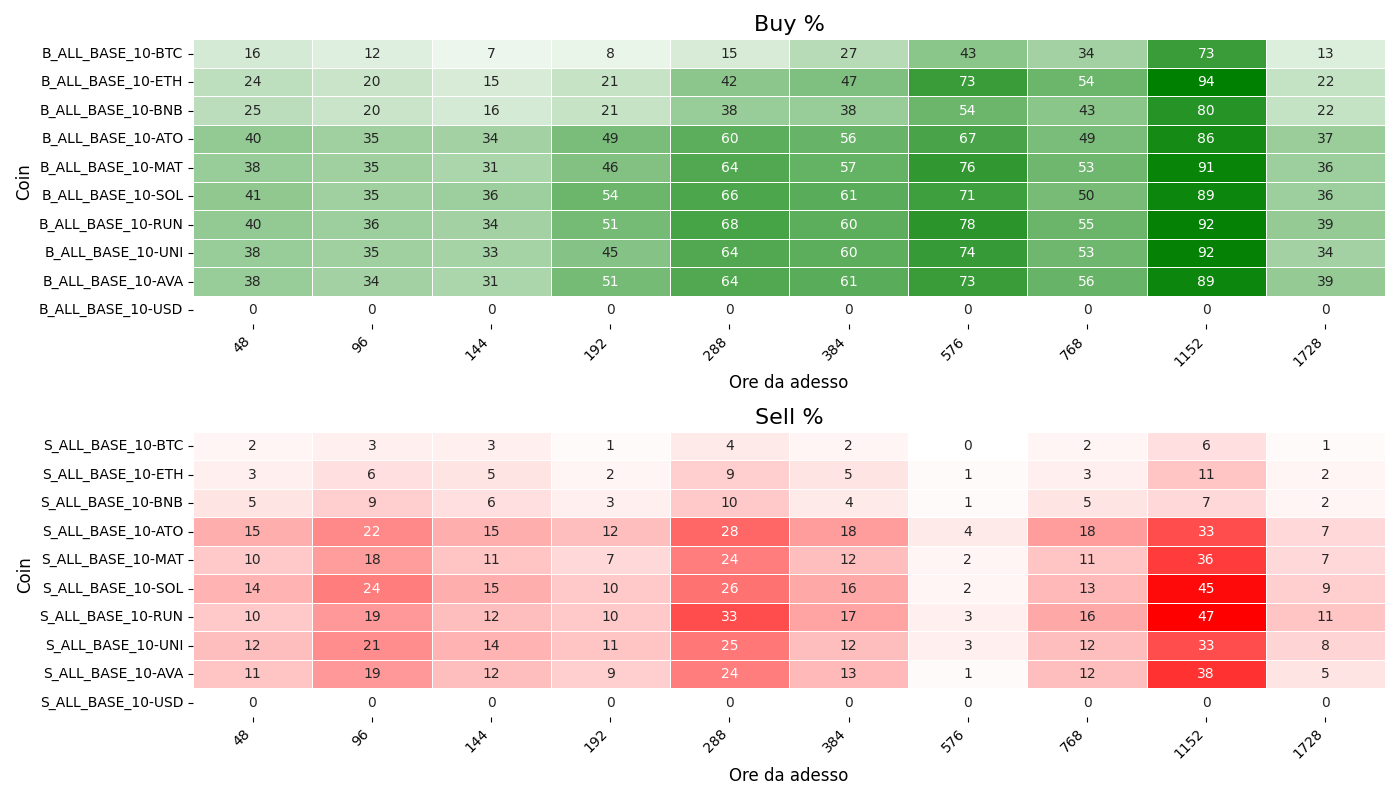 Buy %
Coin
B_ALL_BASE_10-BTC 16 12 7 8 15 27 43 34 73 13
B_ALL_BASE_10-ETH 24 20 15 21 42 47 73 54 94 22
B_ALL_BASE_10-BNB 25 20 16 21 38 38 54 43 80 22
B_ALL_BASE_10-ATO 40 35 34 49 60 56 67 49 86 37
B_ALL_BASE_10-MAT 38 35 31 46 64 57 76 53 91 36
B_ALL_BASE_10-SOL 41 35 36 54 66 61 71 50 89 36
B_ALL_BASE_10-RUN 40 36 34 51 68 60 78 55 92 39
B_ALL_BASE_10-UNI 38 35 33 45 64 60 74 53 92 34
B_ALL_BASE_10-AVA 38 34 31 51 64 61 73 56 89 39
B_ALL_BASE_10-USD 0 0 0 0 0 0 0 0 0 0
48 96 144 192 288 384 576 768 1152 1728
Ore da adesso
Sell %
Coin
S_ALL_BASE_10-BTC 2 3 3 1 4 2 0 2 6 1
S_ALL_BASE_10-ETH 3 6 5 2 9 5 1 3 11 2
S_ALL_BASE_10-BNB 5 9 6 3 10 4 1 5 7 2
S_ALL_BASE_10-ATO 15 22 15 12 28 18 4 18 33 7
S_ALL_BASE_10-MAT 10 18 11 7 24 12 2 11 36 7
S_ALL_BASE_10-SOL 14 24 15 10 26 16 2 13 45 9
S_ALL_BASE_10-RUN 10 19 12 10 33 17 3 16 47 11
S_ALL_BASE_10-UNI 12 21 14 11 25 12 3 12 33 8
S_ALL_BASE_10-AVA 11 19 12 9 24 13 1 12 38 5
S_ALL_BASE_10-USD 0 0 0 0 0 0 0 0 0 0
48 96 144 192 288 384 576 768 1152 1728
Ore da adesso